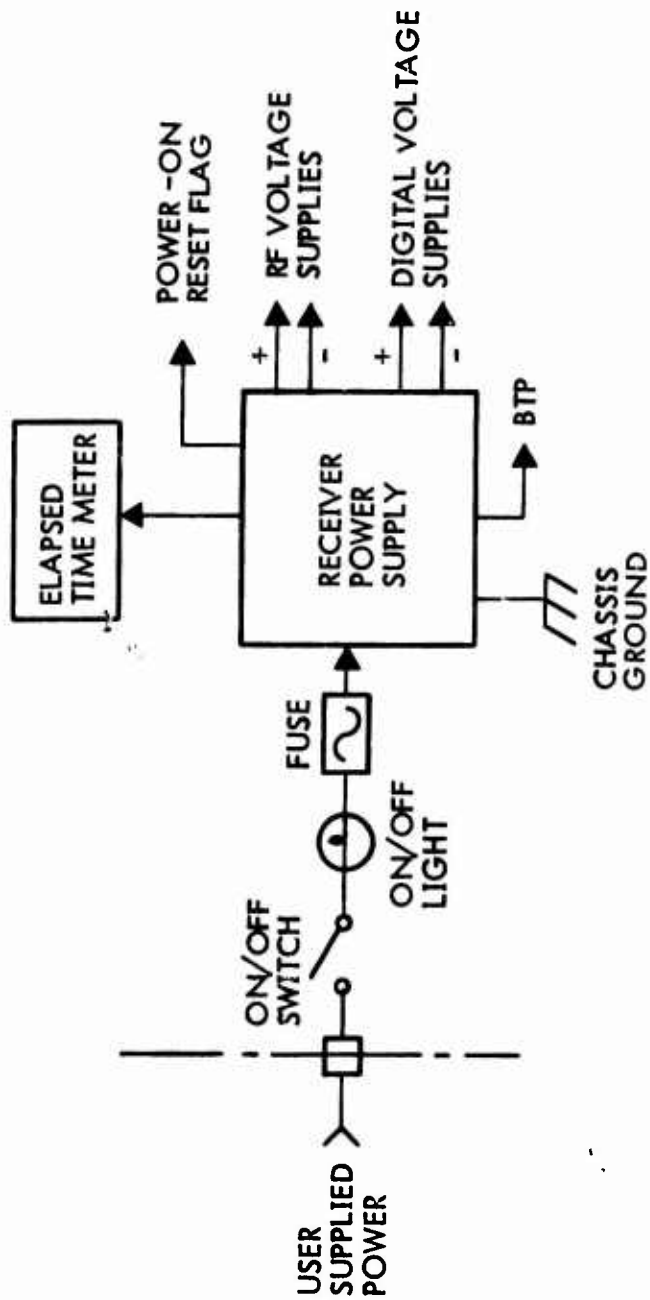 USER
SUPPLIED
POWER
ON/OFF
SWITCH
ON/OFF
LIGHT
FUSE
ELAPSED
TIME METER
POWER-ON
RESET FLAG
RECEIVER
POWER
SUPPLY
+
-
RF VOLTAGE
SUPPLIES
+
-
DIGITAL VOLTAGE
SUPPLIES
BTP
CHASSIS
GROUND